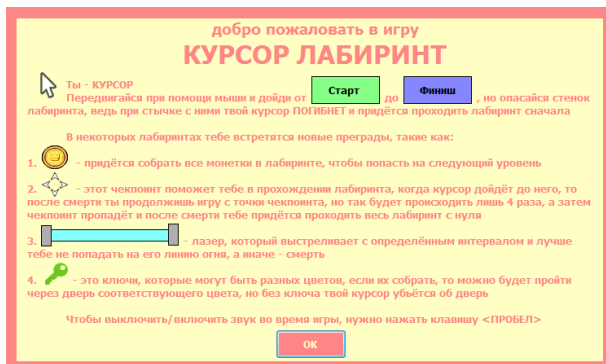 добро пожаловать в игру
КУРСОР ЛАБИРИНТ
Ты - КУРСОР
Передвигайся при помощи мыши и дойди от Старт до Финиш , но опасайся стенок
лабиринта, ведь при стычке с ними твой курсор ПОГИБНЕТ и придётся проходить лабиринт сначала
В некоторых лабиринтах тебе встретятся новые преграды, такие как:
1. - придётся собрать все монетки в лабиринте, чтобы попасть на следующий уровень
2. - этот чекпоинт поможет тебе в прохождении лабиринта, когда курсор дойдёт до него, то
после смерти ты продолжишь игру с точки чекпоинта, но так будет происходить лишь 4 раза, а затем
чекпоинт пропадёт и после смерти тебе придётся проходить весь лабиринт с нуля
3. - лазер, который выстреливает с определённым интервалом и лучше
тебе не попадать на его линию огня, а иначе - смерть
4. - это ключи, которые могут быть разных цветов, если их собрать, то можно будет пройти
через дверь соответствующего цвета, но без ключа твой курсор убьётся об дверь
Чтобы выключить/включить звук во время игры, нужно нажать клавишу <ПРОБЕЛ>
ОК